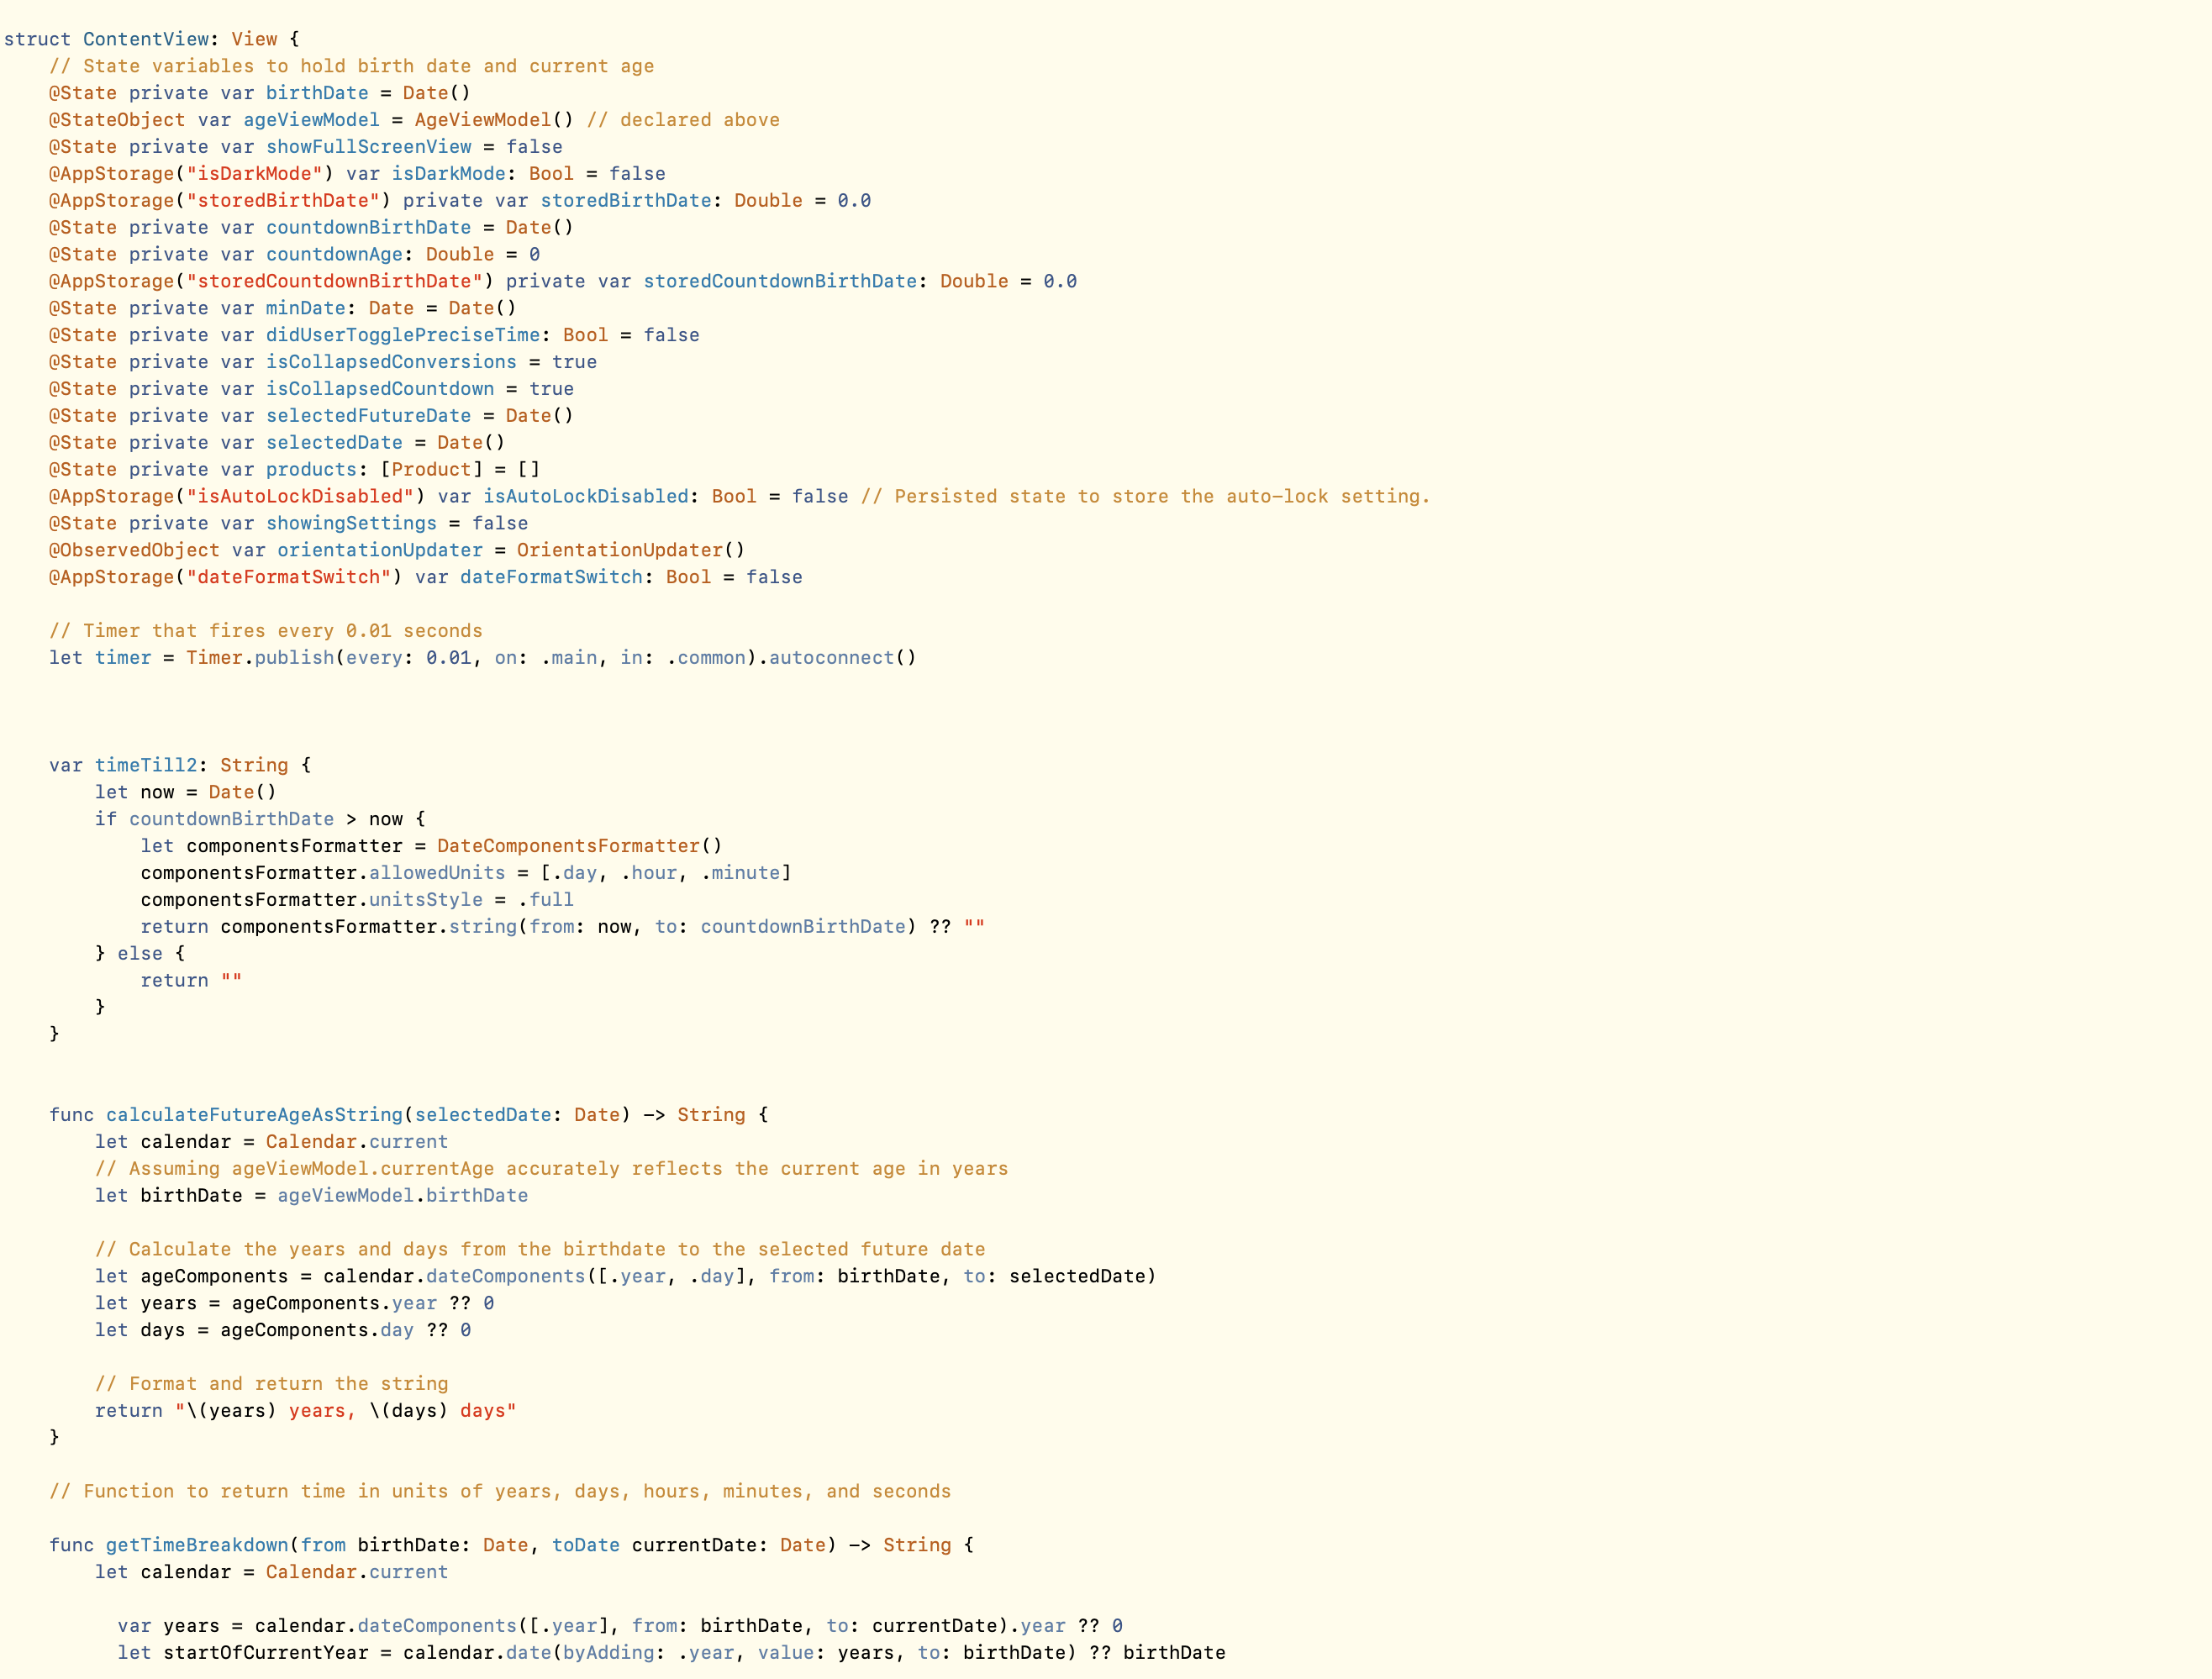 struct ContentView: View {
    // State variables to hold birth date and current age
    @State private var birthDate = Date()
    @StateObject var ageViewModel = AgeViewModel() // declared above
    @State private var showFullScreenView = false
    @AppStorage("isDarkMode") var isDarkMode: Bool = false
    @AppStorage("storedBirthDate") private var storedBirthDate: Double = 0.0
    @State private var countdownBirthDate = Date()
    @State private var countdownAge: Double = 0
    @AppStorage("storedCountdownBirthDate") private var storedCountdownBirthDate: Double = 0.0
    @State private var minDate: Date = Date()
    @State private var didUserTogglePreciseTime: Bool = false
    @State private var isCollapsedConversions = true
    @State private var isCollapsedCountdown = true
    @State private var selectedFutureDate = Date()
    @State private var selectedDate = Date()
    @State private var products: [Product] = []
    @AppStorage("isAutoLockDisabled") var isAutoLockDisabled: Bool = false // Persisted state to store the auto-lock setting.
    @State private var showingSettings = false
    @ObservedObject var orientationUpdater = OrientationUpdater()
    @AppStorage("dateFormatSwitch") var dateFormatSwitch: Bool = false

    // Timer that fires every 0.01 seconds
    let timer = Timer.publish(every: 0.01, on: .main, in: .common).autoconnect()

    var timeTill2: String {
        let now = Date()
        if countdownBirthDate > now {
            let componentsFormatter = DateComponentsFormatter()
            componentsFormatter.allowedUnits = [.day, .hour, .minute]
            componentsFormatter.unitsStyle = .full
            return componentsFormatter.string(from: now, to: countdownBirthDate) ?? ""
        } else {
            return ""
        }
    }

    func calculateFutureAgeAsString(selectedDate: Date) -> String {
        let calendar = Calendar.current
        // Assuming ageViewModel.currentAge accurately reflects the current age in years
        let birthDate = ageViewModel.birthDate

        // Calculate the years and days from the birthdate to the selected future date
        let ageComponents = calendar.dateComponents([.year, .day], from: birthDate, to: selectedDate)
        let years = ageComponents.year ?? 0
        let days = ageComponents.day ?? 0

        // Format and return the string
        return "\(years) years, \(days) days"
    }

    // Function to return time in units of years, days, hours, minutes, and seconds

    func getTimeBreakdown(from birthDate: Date, toDate currentDate: Date) -> String {
        let calendar = Calendar.current

          var years = calendar.dateComponents([.year], from: birthDate, to: currentDate).year ?? 0
          let startOfCurrentYear = calendar.date(byAdding: .year, value: years, to: birthDate) ?? birthDate